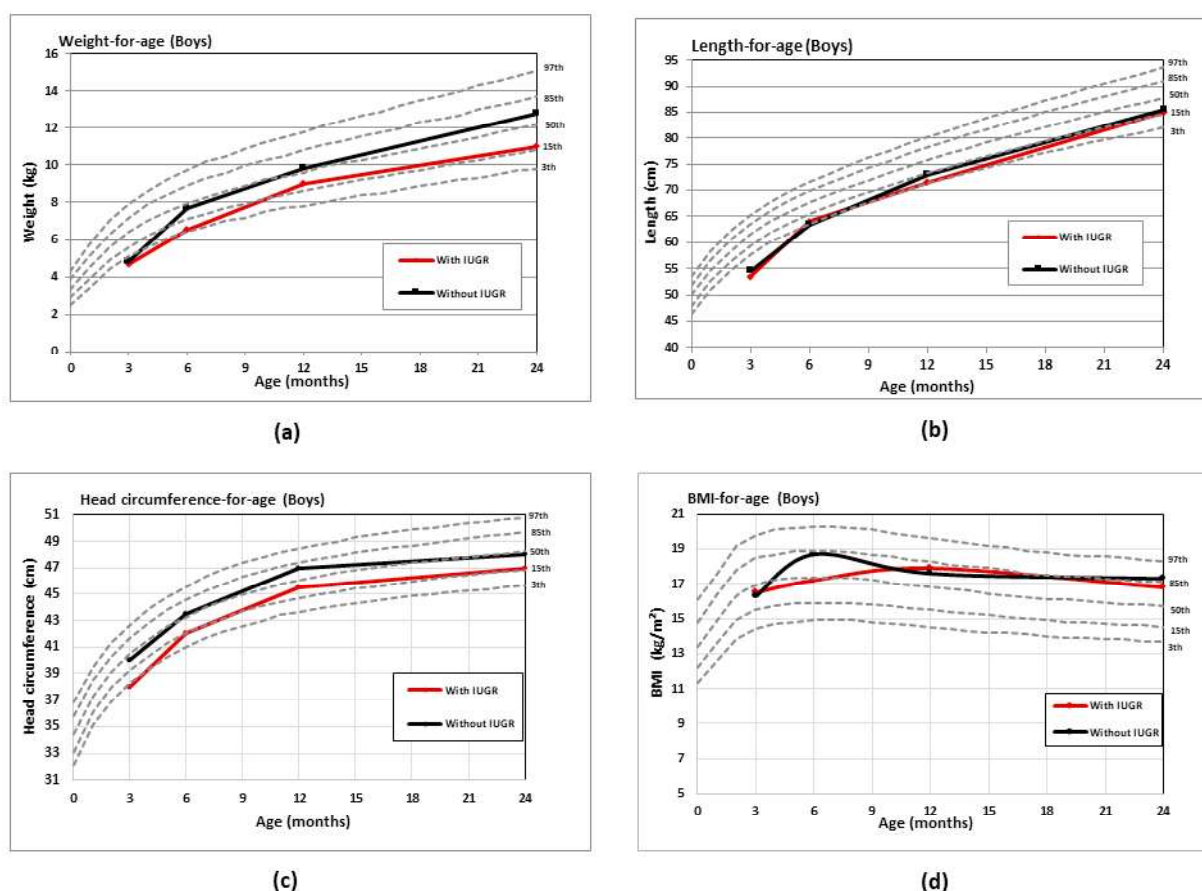 Weight-for-age (Boys)
16
14
12
10
8
6
4
2
0
Weight (kg)
97th
85th
50th
15th
3th
With IUGR
Without IUGR
0 3 6 9 12 15 18 21 24
Age (months)
(a)
Length-for-age (Boys)
95
90
85
80
75
70
65
60
55
50
45
40
Length (cm)
97th
85th
50th
15th
3th
With IUGR
Without IUGR
0 3 6 9 12 15 18 21 24
Age (months)
(b)
Head circumference-for-age (Boys)
51
49
47
45
43
41
39
37
35
33
31
Head circumference (cm)
97th
85th
50th
15th
3th
With IUGR
Without IUGR
0 3 6 9 12 15 18 21 24
Age (months)
(c)
BMI-for-age (Boys)
21
19
17
15
13
11
9
7
5
BMI (kg/m²)
97th
85th
50th
15th
3th
With IUGR
Without IUGR
0 3 6 9 12 15 18 21 24
Age (months)
(d)